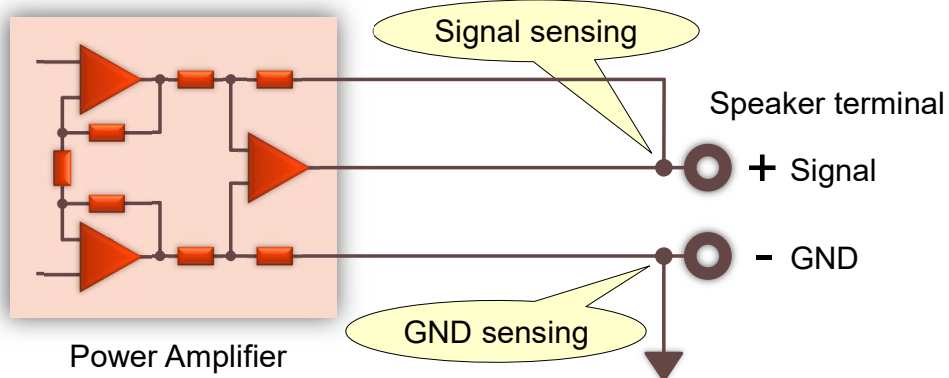 Signal sensing
Speaker terminal
+ Signal
- GND
GND sensing
Power Amplifier